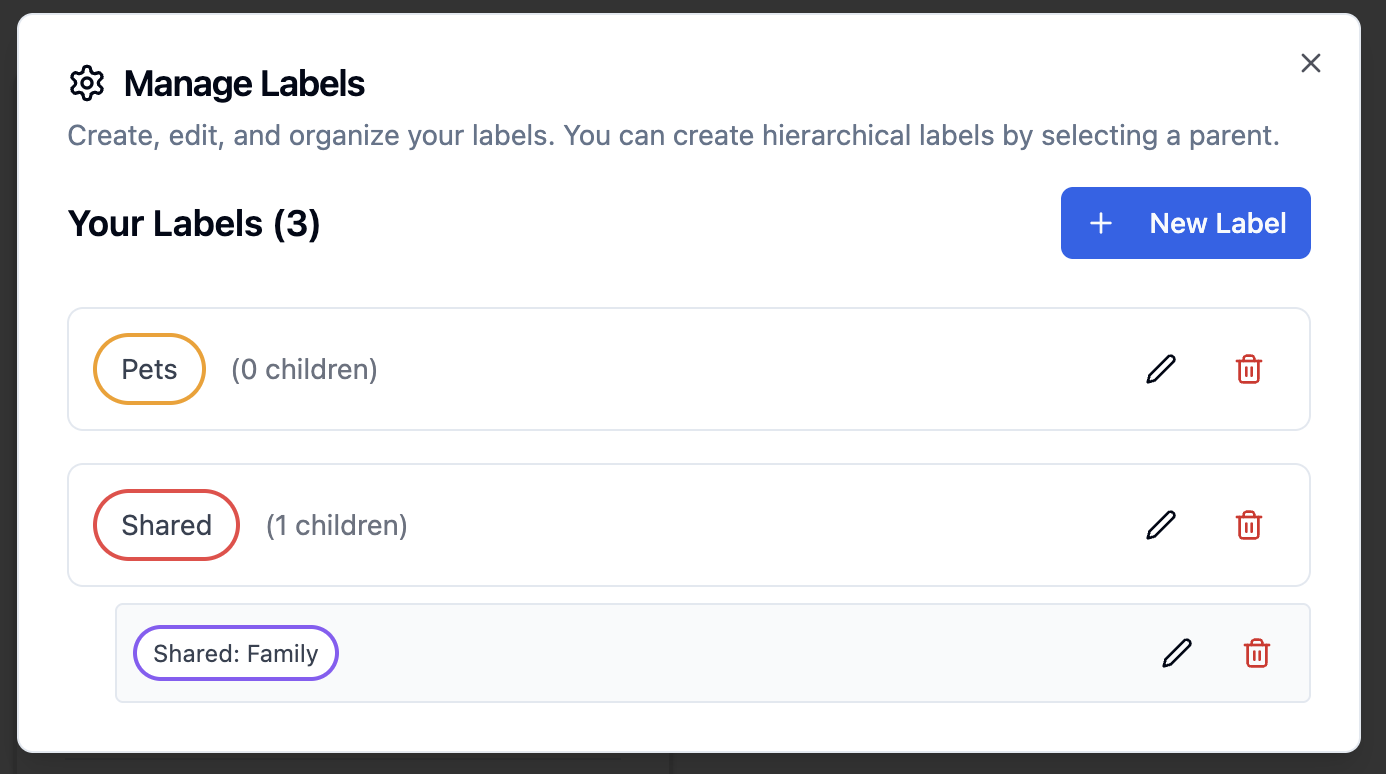 Manage Labels
Create, edit, and organize your labels. You can create hierarchical labels by selecting a parent.
Your Labels (3)
New Label
Pets
(0 children)
Shared
(1 children)
Shared: Family